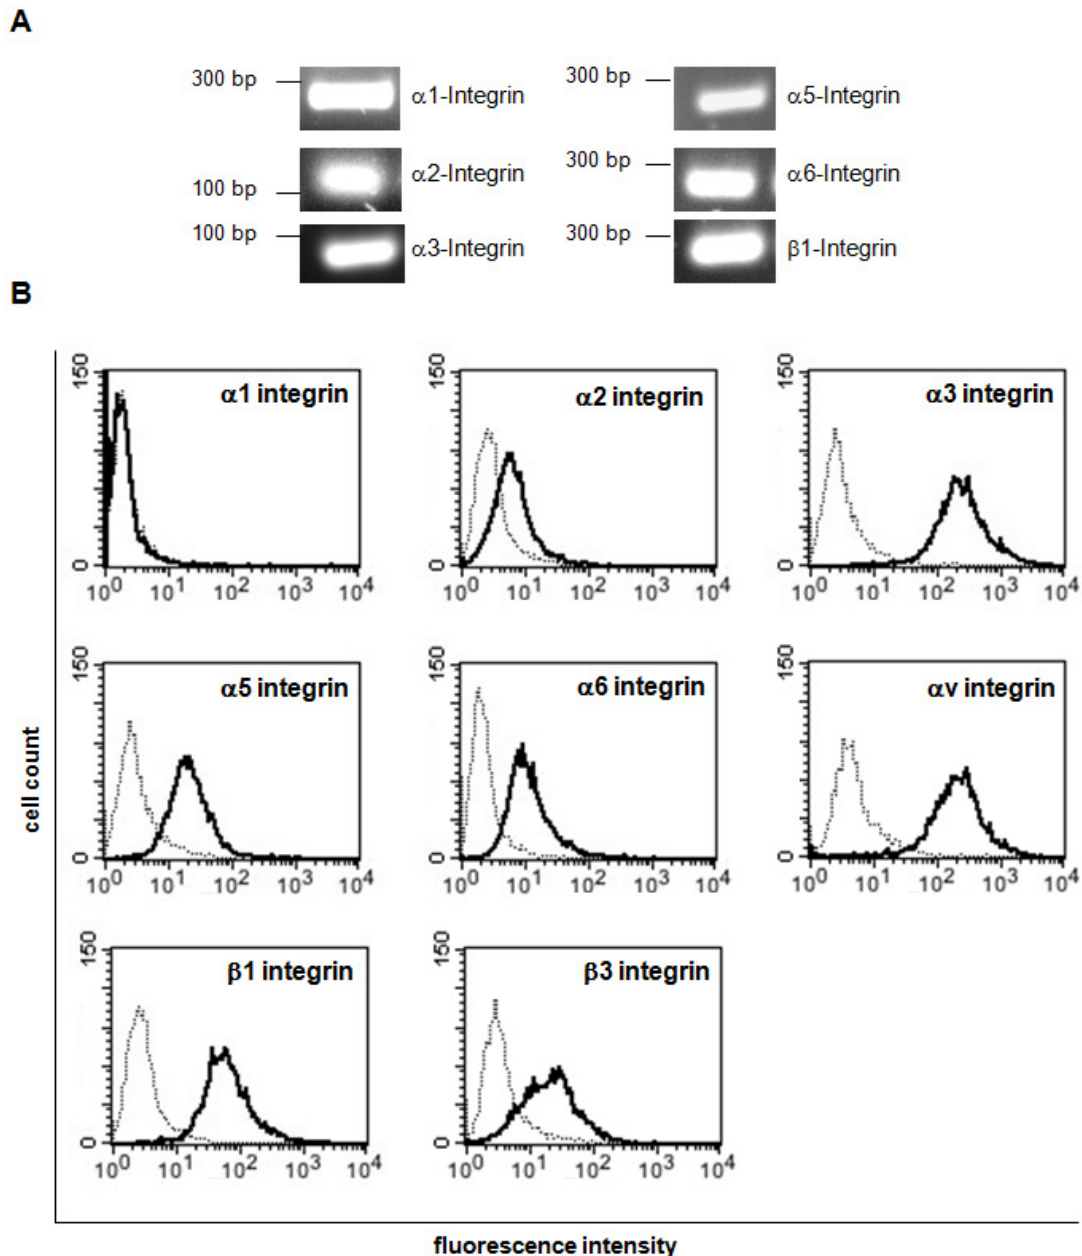 A
300 bp
α1-Integrin
300 bp
α5-Integrin
100 bp
α2-Integrin
300 bp
α6-Integrin
100 bp
α3-Integrin
300 bp
β1-Integrin
B
150
0
α1 integrin
10⁰ 10¹ 10² 10³ 10⁴
α2 integrin
150
0
10⁰ 10¹ 10² 10³ 10⁴
α3 integrin
150
0
10⁰ 10¹ 10² 10³ 10⁴
α5 integrin
150
0
10⁰ 10¹ 10² 10³ 10⁴
α6 integrin
150
0
10⁰ 10¹ 10² 10³ 10⁴
αv integrin
150
0
10⁰ 10¹ 10² 10³ 10⁴
β1 integrin
150
0
10⁰ 10¹ 10² 10³ 10⁴
β3 integrin
150
0
10⁰ 10¹ 10² 10³ 10⁴
cell count
fluorescence intensity